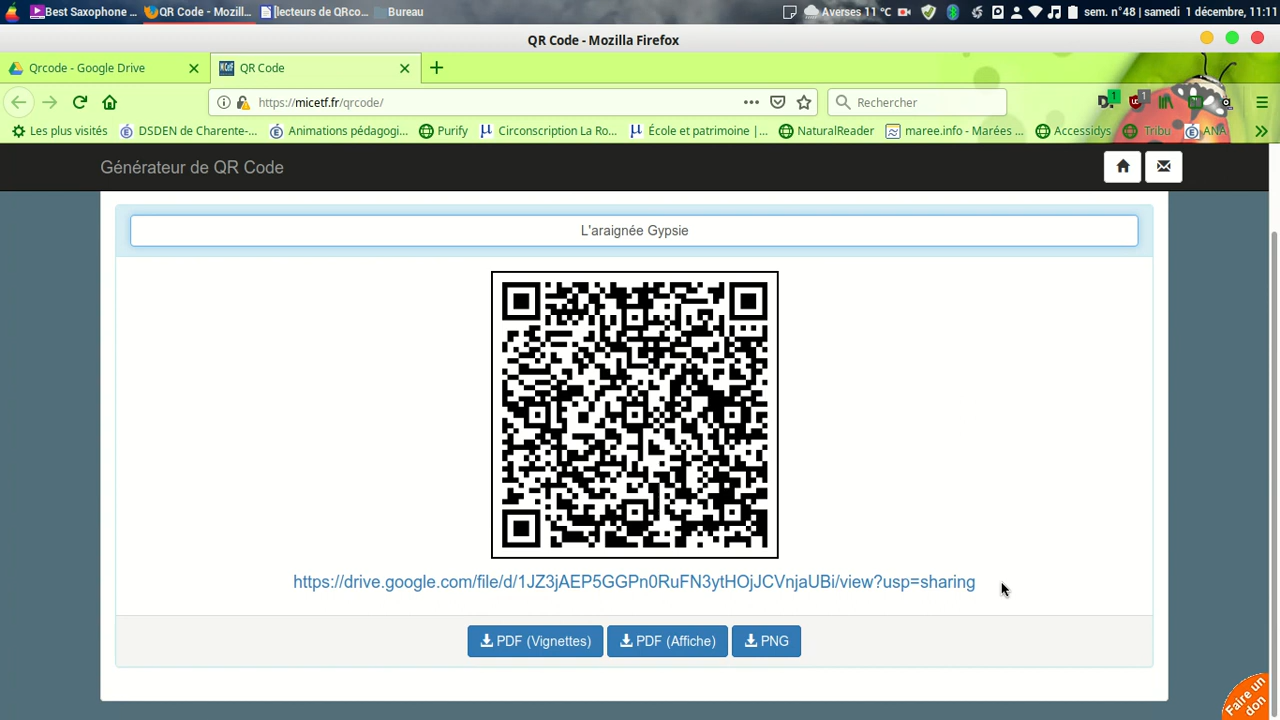 Best Saxophone ... QR Code - Mozil... [lecteurs de QRco... Bureau Averses 11 °C sem. n°48 | samedi 1 décembre, 11:11
QR Code - Mozilla Firefox
Qrcode - Google Drive QR Code
https://micetf.fr/qrcode/ Rechercher
Les plus visités DSDEN de Charente-... Animations pédagogi... Purify Circonscription La Ro... École et patrimoine |... NaturalReader maree.info - Marées ... Accessidys Tribu ANA
Générateur de QR Code
L'araignée Gypsie
https://drive.google.com/file/d/1JZ3jAEP5GGPn0RuFN3ytHOjJCVnjaUBi/view?usp=sharing
PDF (Vignettes) PDF (Affiche) PNG
Faire un
don